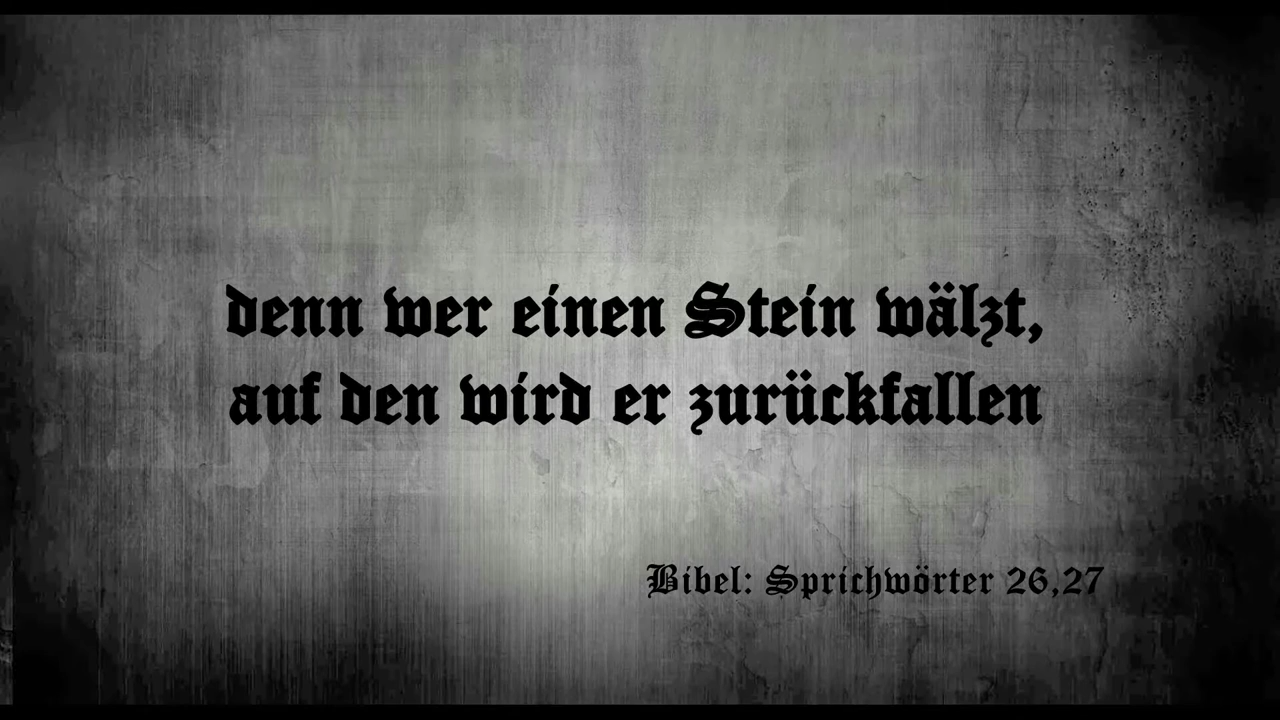 denn wer einen Stein wälzt,
auf den wird er zurückfallen
Bibel: Sprichwörter 26,27